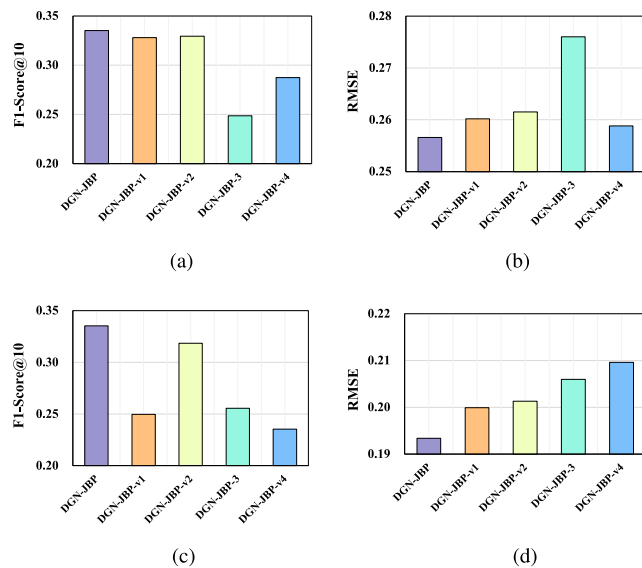 F1-Score@10
0.35
0.30
0.25
0.20
DGN-JBP
DGN-JBP-v1
DGN-JBP-v2
DGN-JBP-3
DGN-JBP-v4
(a)
RMSE
0.28
0.27
0.26
0.25
DGN-JBP
DGN-JBP-v1
DGN-JBP-v2
DGN-JBP-3
DGN-JBP-v4
(b)
F1-Score@10
0.35
0.30
0.25
0.20
DGN-JBP
DGN-JBP-v1
DGN-JBP-v2
DGN-JBP-3
DGN-JBP-v4
(c)
RMSE
0.22
0.21
0.20
0.19
DGN-JBP
DGN-JBP-v1
DGN-JBP-v2
DGN-JBP-3
DGN-JBP-v4
(d)